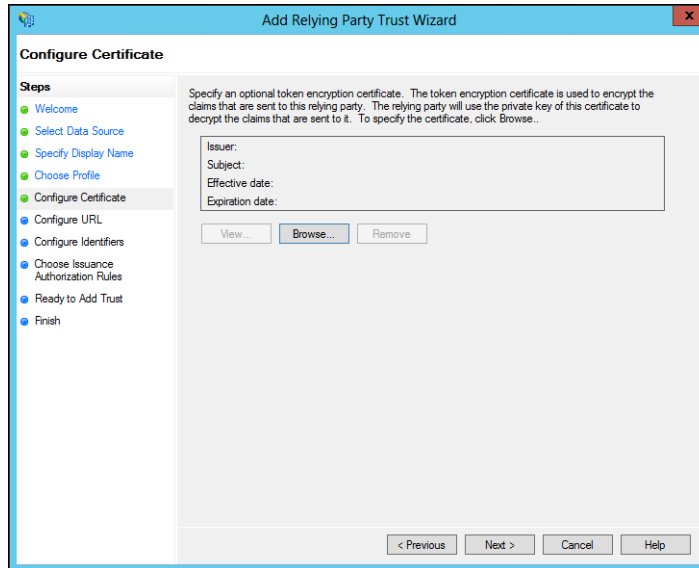 Add Relying Party Trust Wizard
x
Configure Certificate
Steps
Welcome
Select Data Source
Specify Display Name
Choose Profile
Configure Certificate
Configure URL
Configure Identifiers
Choose Issuance
Authorization Rules
Ready to Add Trust
Finish
Specify an optional token encryption certificate. The token encryption certificate is used to encrypt the
claims that are sent to this relying party. The relying party will use the private key of this certificate to
decrypt the claims that are sent to it. To specify the certificate, click Browse..
Issuer:
Subject:
Effective date:
Expiration date:
View... Browse... Remove
< Previous Next > Cancel Help